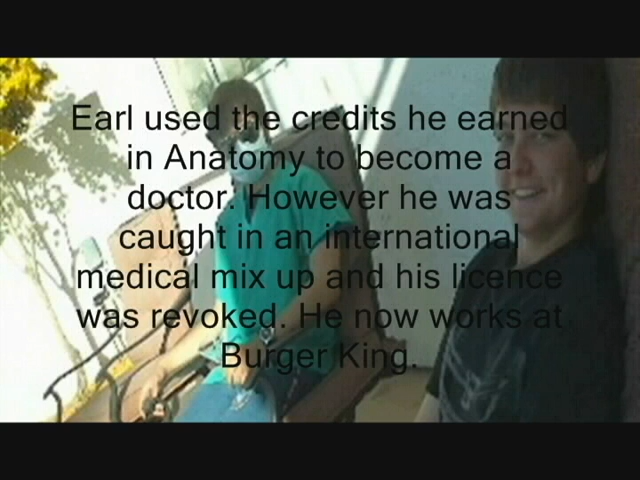 Earl used the credits he earned
in Anatomy to become a
doctor. However he was
caught in an international
medical mix up and his licence
was revoked. He now works at
Burger King.